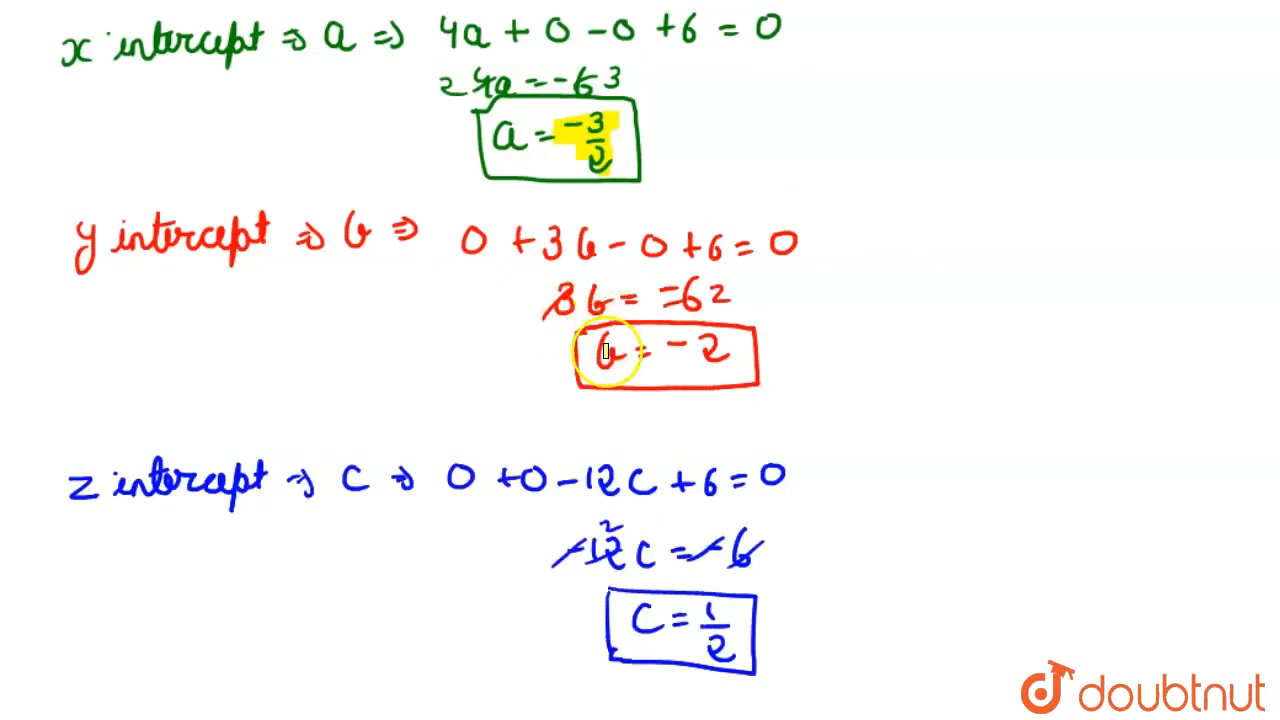 x intercept ⇒ a ⇒ 4a + 0 - 0 + 6 = 0
2 4a = -6 3
a = -3/2
y intercept ⇒ b ⇒ 0 + 3b - 0 + 6 = 0
3b = -6 2
b = -2
z intercept ⇒ c ⇒ 0 + 0 - 12c + 6 = 0
-12 2 c = -6
c = 1/2
doubtnut